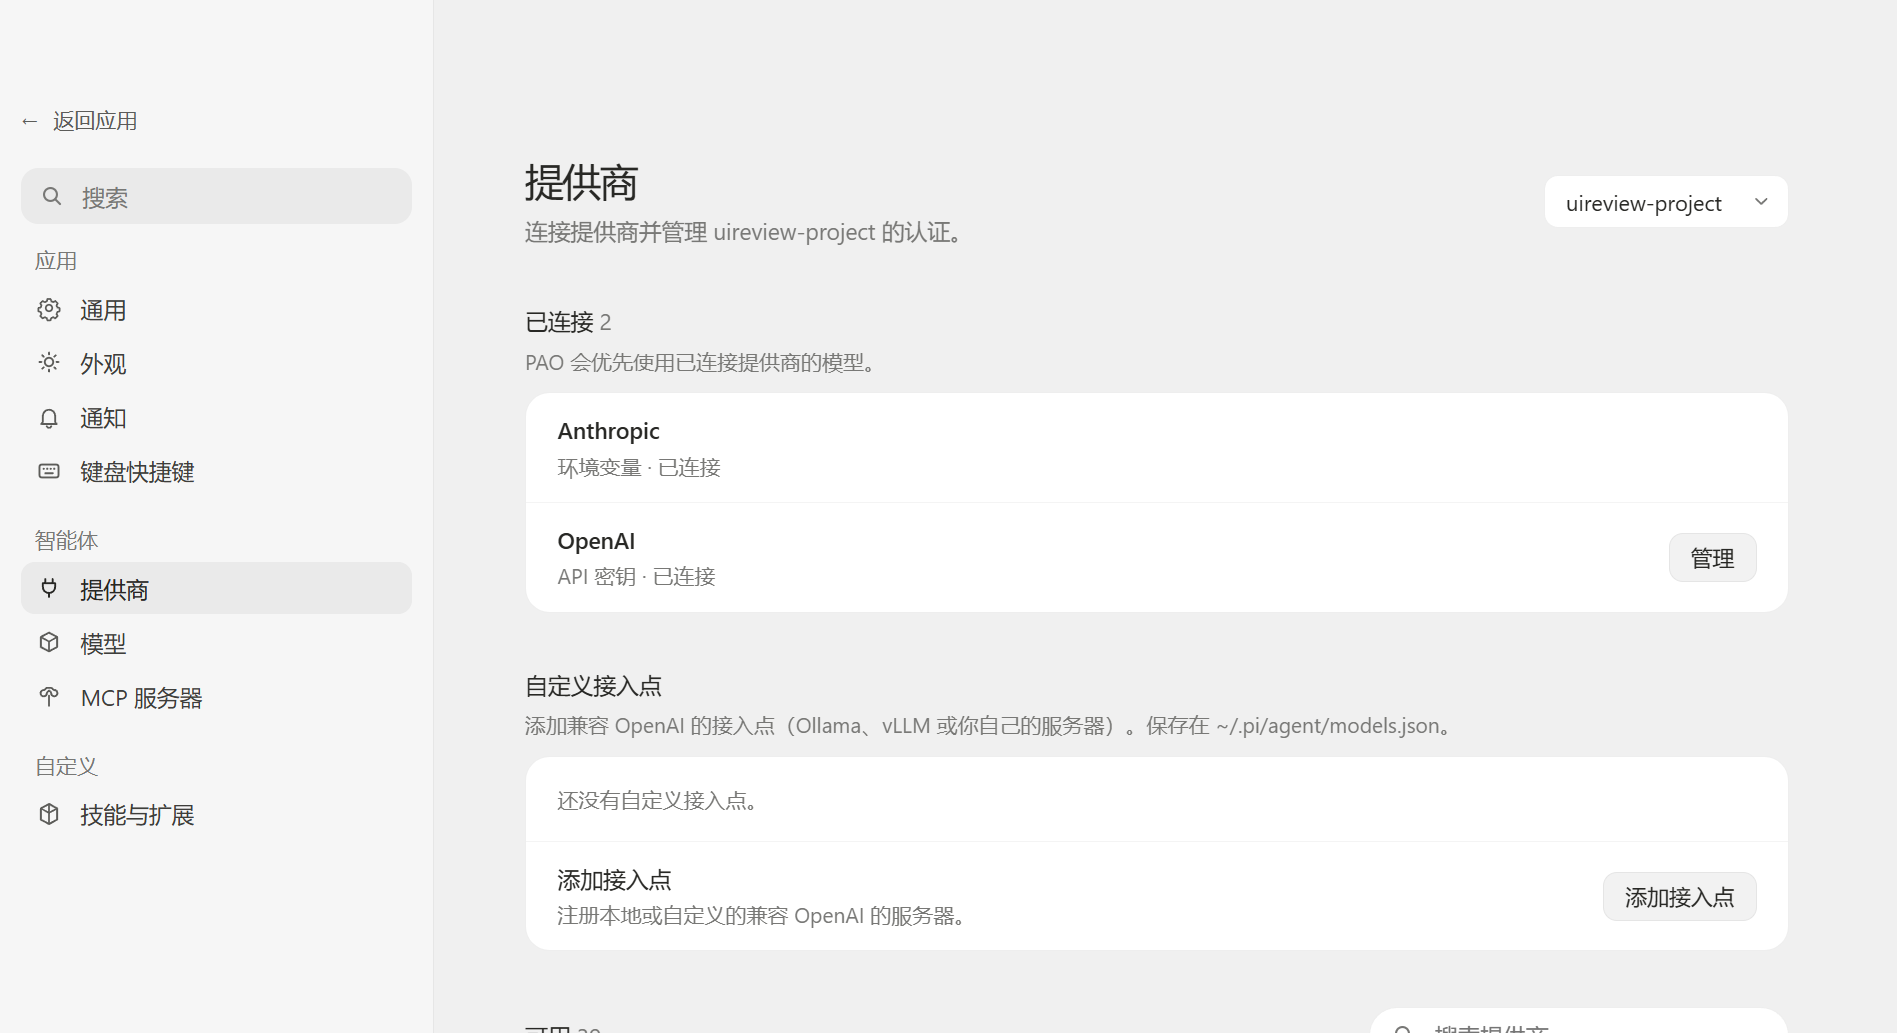 ← 返回应用
搜索
应用
通用
外观
通知
键盘快捷键
智能体
提供商
模型
MCP 服务器
自定义
技能与扩展
提供商
连接提供商并管理 uireview-project 的认证。
uireview-project
已连接 2
PAO 会优先使用已连接提供商的模型。
Anthropic
环境变量 · 已连接
OpenAI
API 密钥 · 已连接
管理
自定义接入点
添加兼容 OpenAI 的接入点（Ollama、vLLM 或你自己的服务器）。保存在 ~/.pi/agent/models.json。
还没有自定义接入点。
添加接入点
注册本地或自定义的兼容 OpenAI 的服务器。
添加接入点
可用
搜索提供商